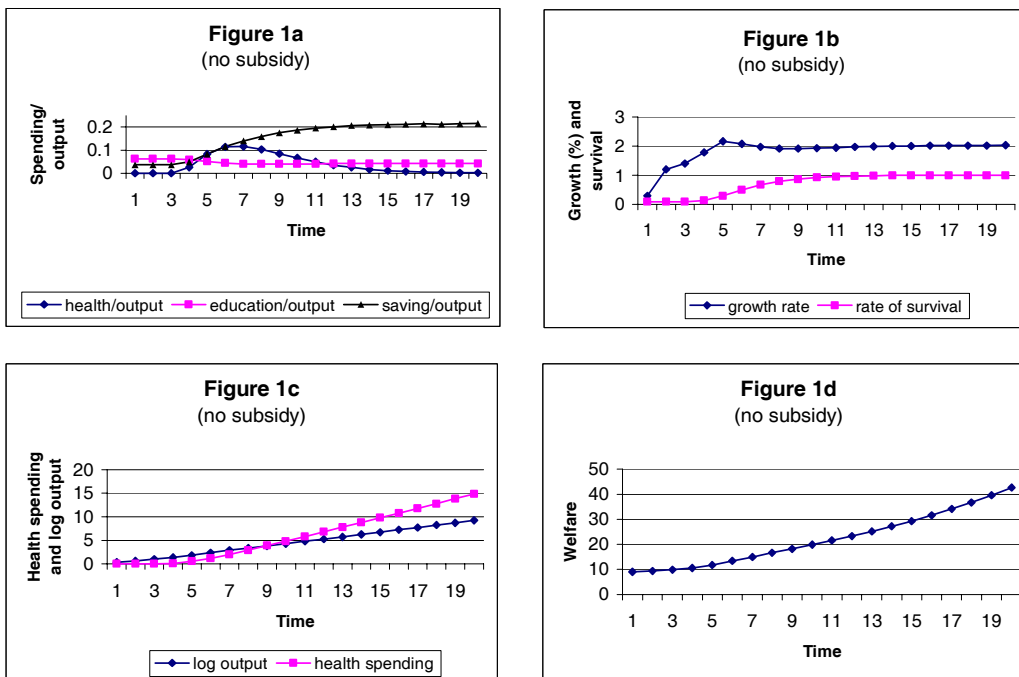 Figure 1a
(no subsidy)
Spending/
output
0.2
0.1
0
1 3 5 7 9 11 13 15 17 19
Time
health/output education/output saving/output
Figure 1b
(no subsidy)
Growth (%) and
survival
3
2
1
0
1 3 5 7 9 11 13 15 17 19
Time
growth rate rate of survival
Figure 1c
(no subsidy)
Health spending
and log output
20
15
10
5
0
1 3 5 7 9 11 13 15 17 19
Time
log output health spending
Figure 1d
(no subsidy)
Welfare
50
40
30
20
10
0
1 3 5 7 9 11 13 15 17 19
Time